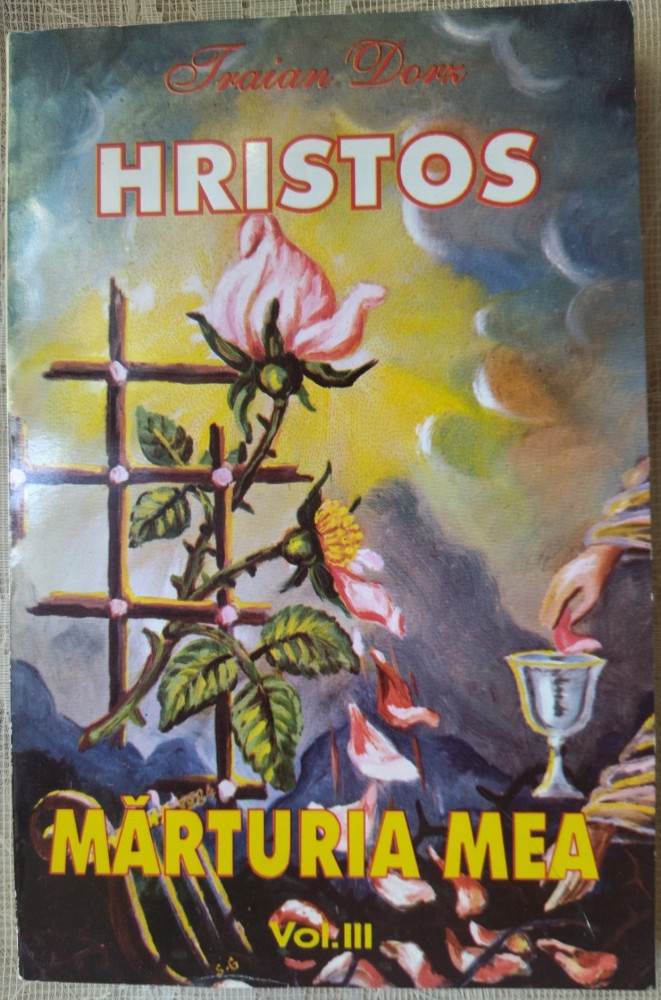 Traian Dorz
HRISTOS
MĂRTURIA MEA
Vol. III
S.G